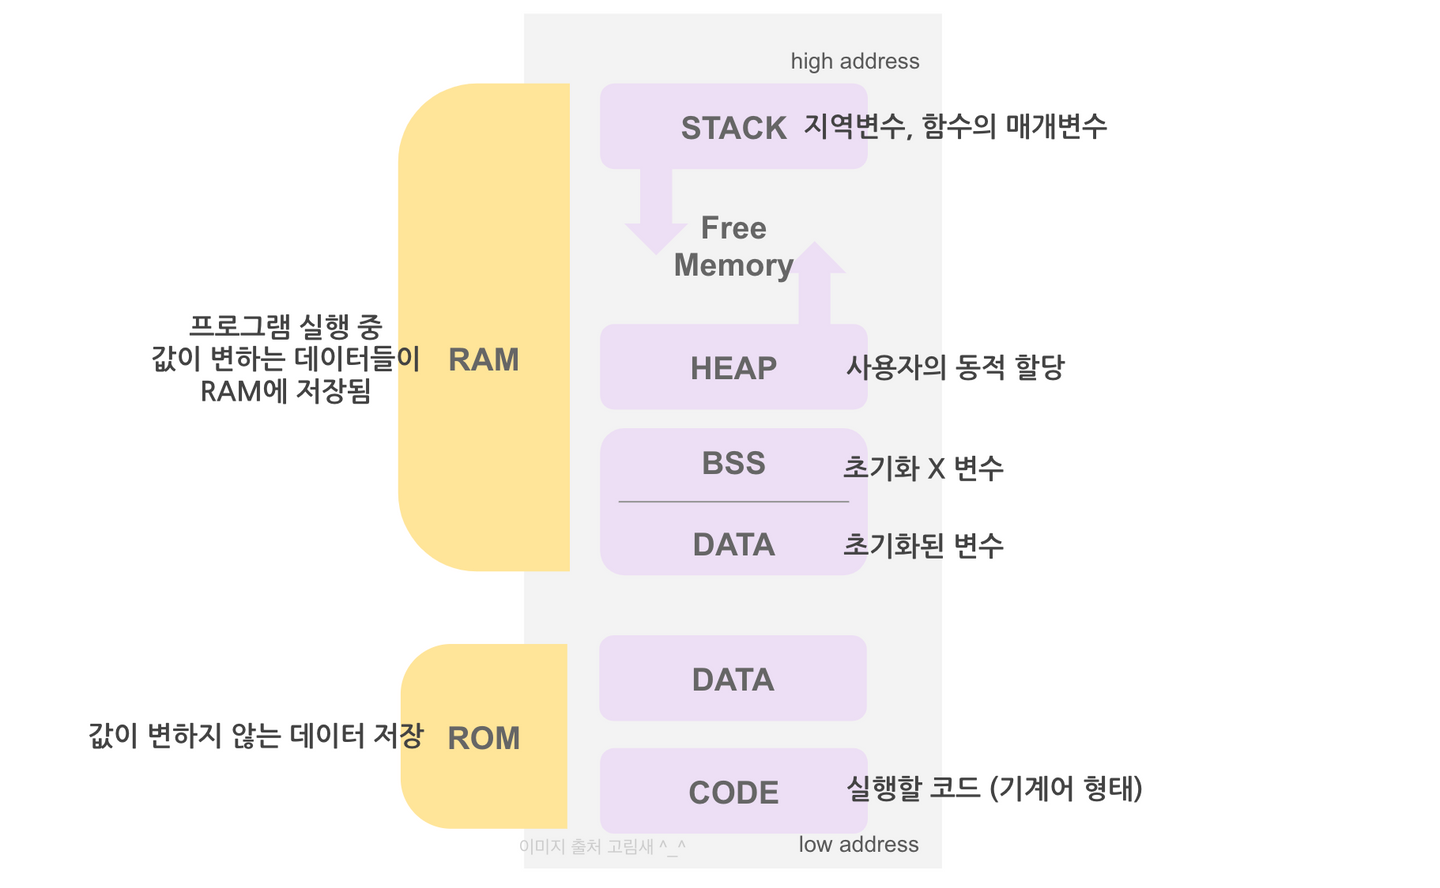 high address
STACK 지역변수, 함수의 매개변수
Free
Memory
프로그램 실행 중
값이 변하는 데이터들이
RAM에 저장됨
RAM
HEAP 사용자의 동적 할당
BSS 초기화 X 변수
DATA 초기화된 변수
DATA
값이 변하지 않는 데이터 저장 ROM
CODE 실행할 코드 (기계어 형태)
이미지 출처 고림새 ^_^
low address